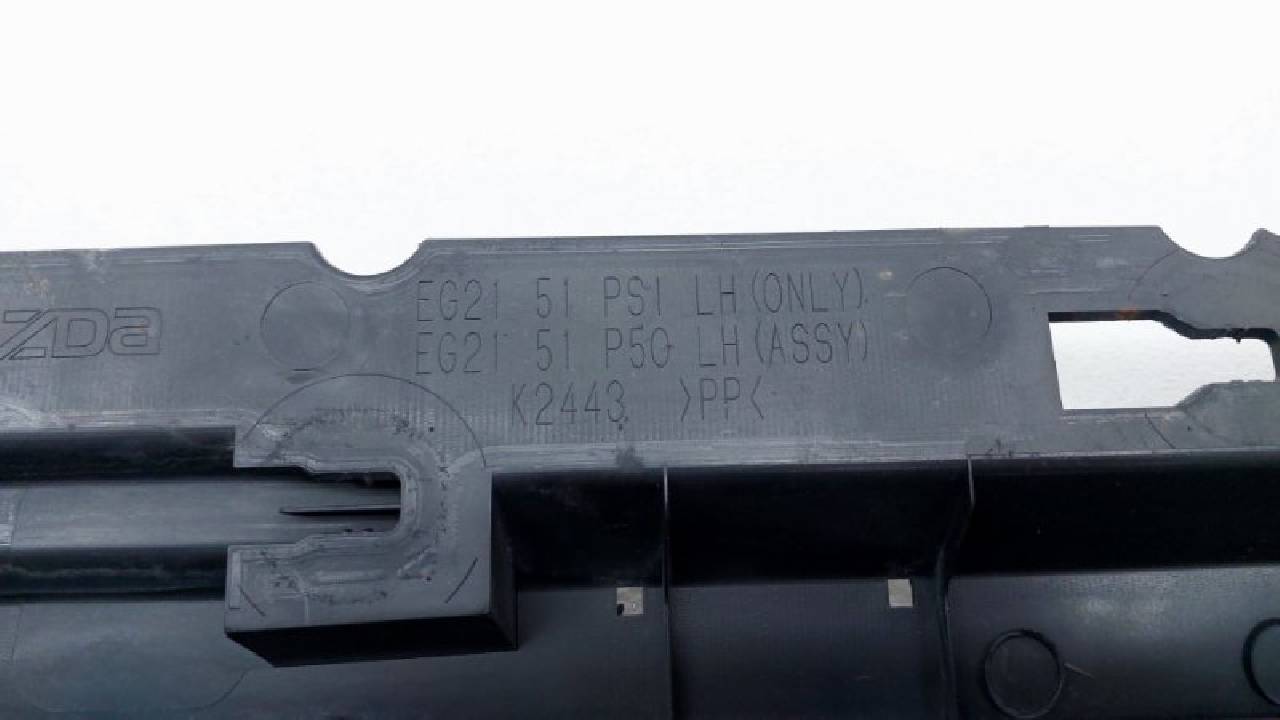 ZDA
EG21 51 PS1 LH(ONLY)
EG21 51 P50 LH(ASSY)
K2443 >PP<